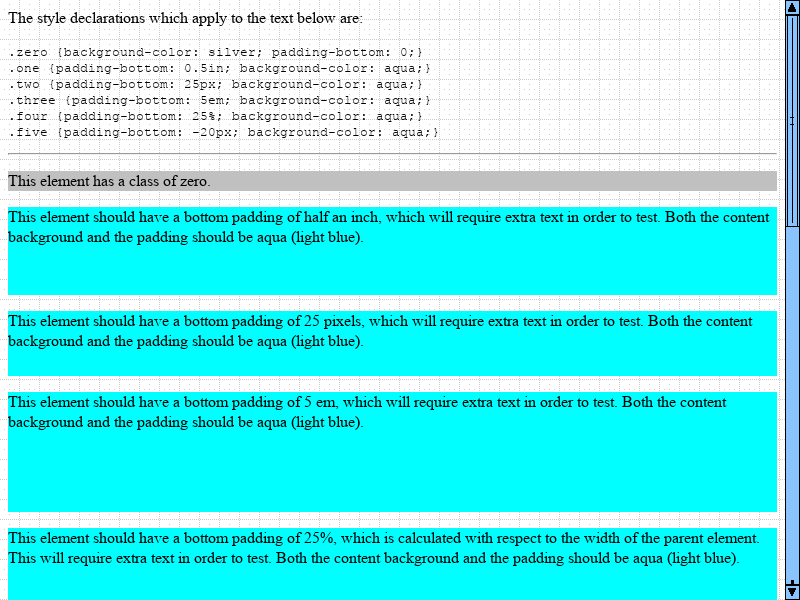 The style declarations which apply to the text below are:
.zero {background-color: silver; padding-bottom: 0;}
.one {padding-bottom: 0.5in; background-color: aqua;}
.two {padding-bottom: 25px; background-color: aqua;}
.three {padding-bottom: 5em; background-color: aqua;}
.four {padding-bottom: 25%; background-color: aqua;}
.five {padding-bottom: -20px; background-color: aqua;}
This element has a class of zero.
This element should have a bottom padding of half an inch, which will require extra text in order to test. Both the content
background and the padding should be aqua (light blue).
This element should have a bottom padding of 25 pixels, which will require extra text in order to test. Both the content
background and the padding should be aqua (light blue).
This element should have a bottom padding of 5 em, which will require extra text in order to test. Both the content
background and the padding should be aqua (light blue).
This element should have a bottom padding of 25%, which is calculated with respect to the width of the parent element.
This will require extra text in order to test. Both the content background and the padding should be aqua (light blue).